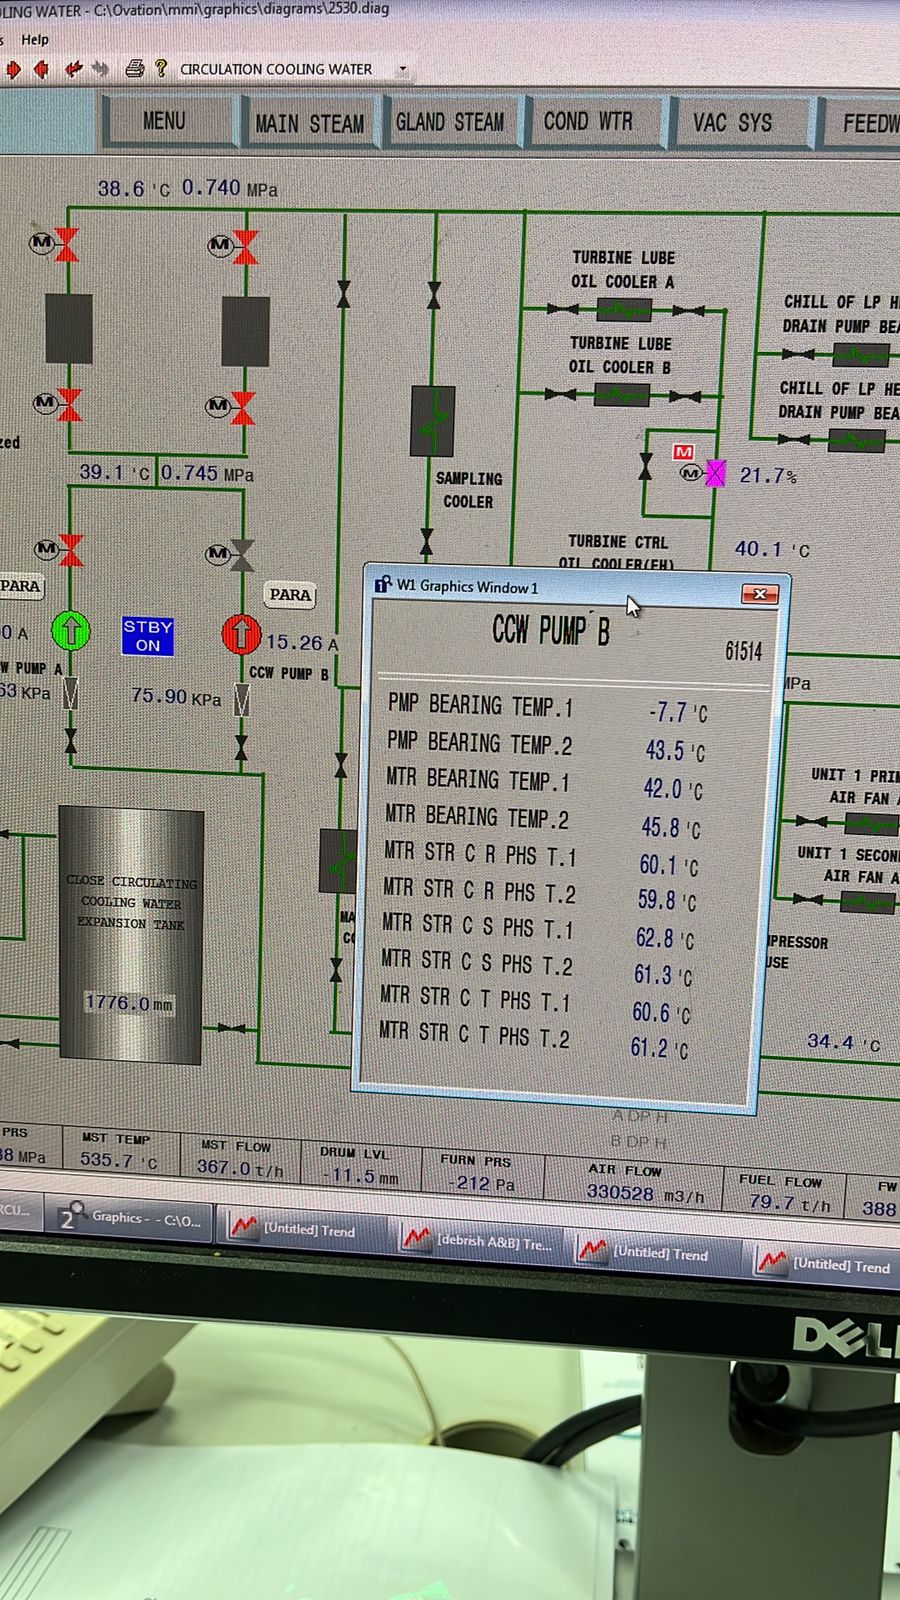 LING WATER - C:\Ovation\mmi\graphics\diagrams\2530.diag
s Help
CIRCULATION COOLING WATER
MENU
MAIN STEAM
GLAND STEAM
COND WTR
VAC SYS
FEEDW
38.6 'C 0.740 MPa
M
M
TURBINE LUBE
OIL COOLER A
TURBINE LUBE
OIL COOLER B
CHILL OF LP HE
DRAIN PUMP BEA
CHILL OF LP HE
DRAIN PUMP BEA
M
M
zed
39.1 'C 0.745 MPa
SAMPLING
COOLER
M
M
21.7%
TURBINE CTRL
OIL COOLER(EH)
40.1 'C
M
M
PARA
PARA
0 A
STBY
ON
15.26 A
W PUMP A
CCW PUMP B
63 KPa
75.90 KPa
W1 Graphics Window 1
CCW PUMP B
61514
PMP BEARING TEMP.1 -7.7 'C
PMP BEARING TEMP.2 43.5 'C
MTR BEARING TEMP.1 42.0 'C
MTR BEARING TEMP.2 45.8 'C
MTR STR C R PHS T.1 60.1 'C
MTR STR C R PHS T.2 59.8 'C
MTR STR C S PHS T.1 62.8 'C
MTR STR C S PHS T.2 61.3 'C
MTR STR C T PHS T.1 60.6 'C
MTR STR C T PHS T.2 61.2 'C
MPa
UNIT 1 PRI
AIR FAN A
UNIT 1 SECON
AIR FAN A
PRESSOR
USE
34.4 'C
CLOSE CIRCULATING
COOLING WATER
EXPANSION TANK
1776.0 mm
MA
CO
A DP H
B DP H
PRS
MPa
MST TEMP
535.7 'C
MST FLOW
367.0 t/h
DRUM LVL
-11.5 mm
FURN PRS
-212 Pa
AIR FLOW
330528 m3/h
FUEL FLOW
79.7 t/h
FW
388
RCU...
2 Graphics - - C:\O...
[Untitled] Trend
[debrish A&B] Tre...
[Untitled] Trend
[Untitled] Trend
DELL